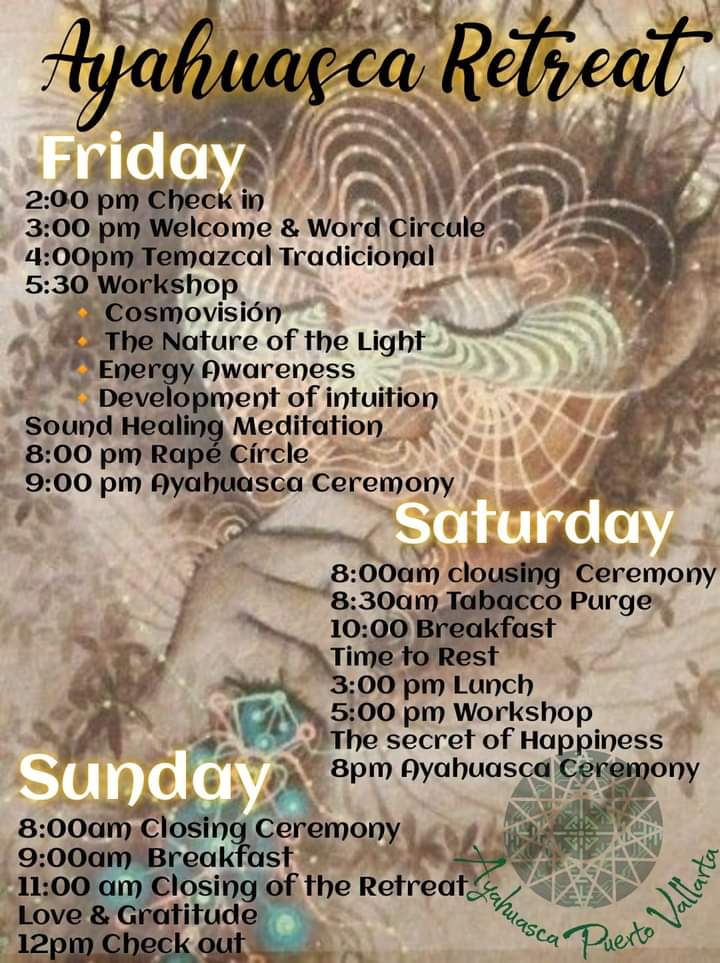 Ayahuasca Retreat
Friday
2:00 pm Check in
3:00 pm Welcome & Word Circule
4:00pm Temazcal Tradicional
5:30 Workshop
🔸 Cosmovisión
🔸 The Nature of the Light
🔸Energy Awareness
🔸Development of intuition
Sound Healing Meditation
8:00 pm Rapé Círcle
9:00 pm Ayahuasca Ceremony
Saturday
8:00am clousing Ceremony
8:30am Tabacco Purge
10:00 Breakfast
Time to Rest
3:00 pm Lunch
5:00 pm Workshop
The secret of Happiness
8pm Ayahuasca Ceremony
Sunday
8:00am Closing Ceremony
9:00am Breakfast
11:00 am Closing of the Retreat
Love & Gratitude
12pm Check out
Ayahuasca Puerto Vallarta